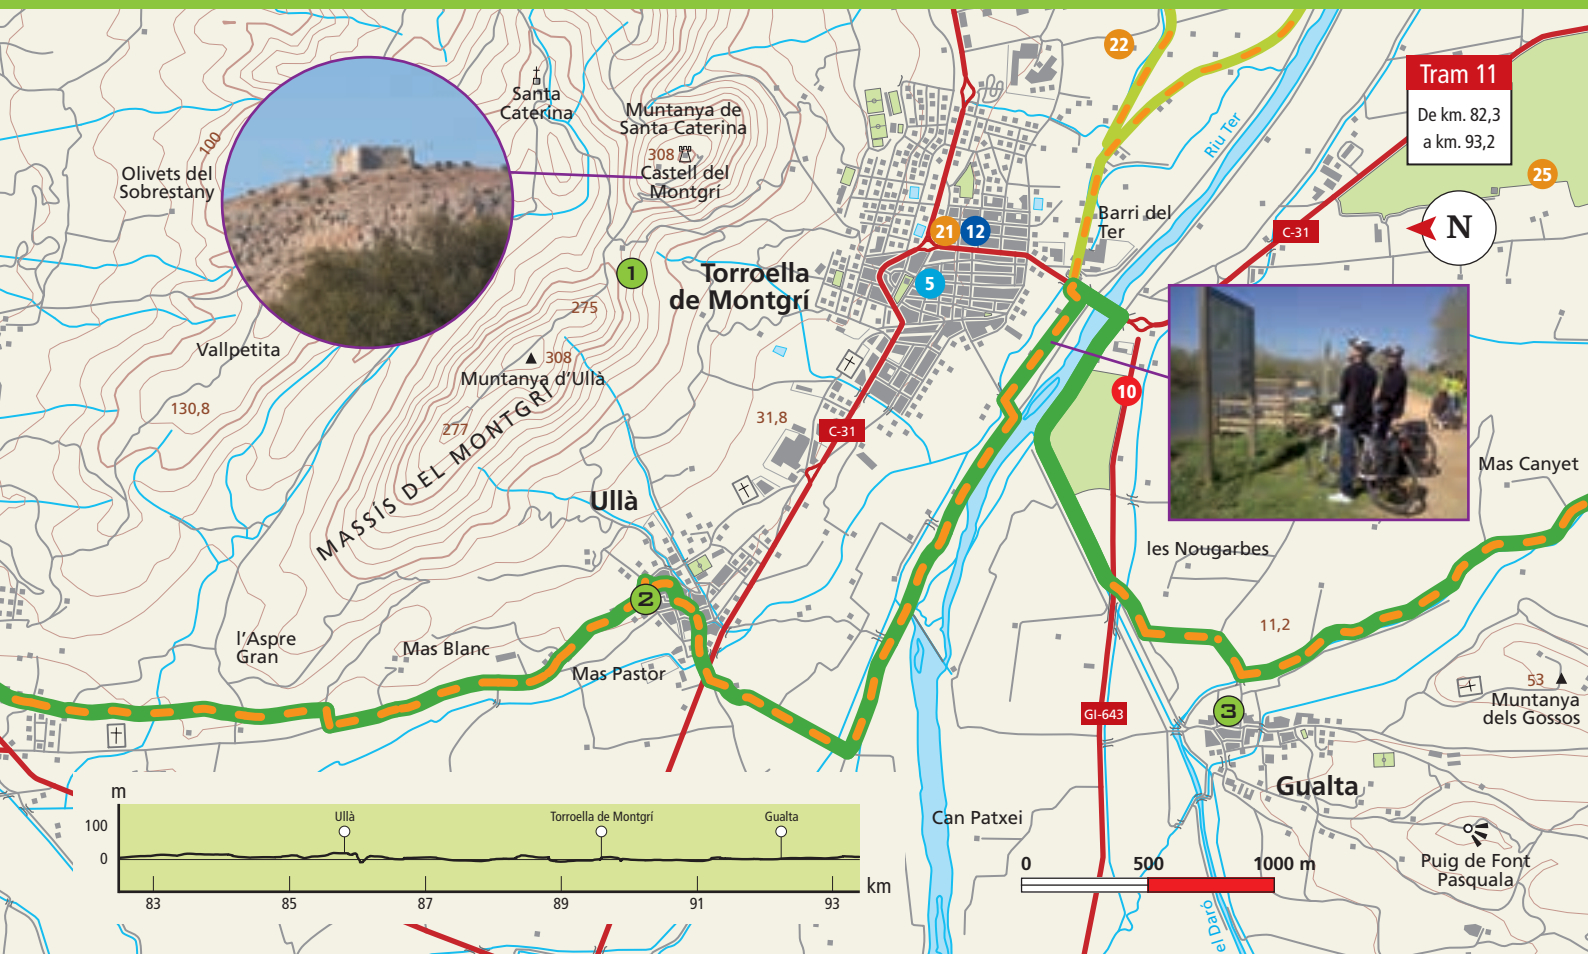 22
Tram 11
De km. 82,3
a km. 93,2
Riu Ter
25
N
C-31
Santa
Caterina
Muntanya de
Santa Caterina
308
Castell del
Montgrí
100
Olivets del
Sobrestany
Barri del
Ter
21
12
5
1
Torroella
de Montgrí
275
308
Muntanya d'Ullà
Vallpetita
130,8
277
MASSÍS DEL MONTGRÍ
31,8
C-31
10
Mas Canyet
Ullà
les Nougarbes
2
l'Aspre
Gran
Mas Blanc
Mas Pastor
11,2
53
Muntanya
dels Gossos
3
GI-643
Gualta
Can Patxei
Puig de Font
Pasquala
el Daró
0
500
1000 m
m
100
0
Ullà
Torroella de Montgrí
Gualta
km
83
85
87
89
91
93